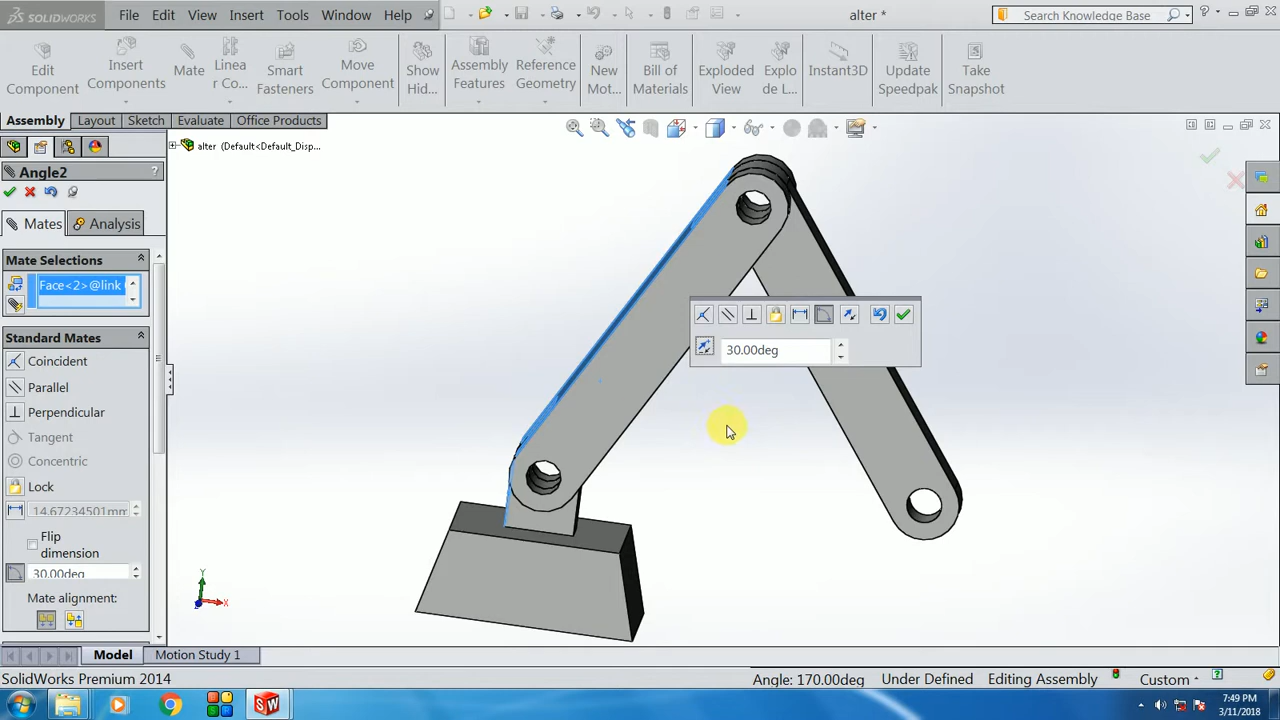 SOLIDWORKS File Edit View Insert Tools Window Help alter * Search Knowledge Base ?
Edit Component
Insert Components
Mate
Linea r Co...
Smart Fasteners
Move Component
Show Hid...
Assembly Features
Reference Geometry
New Mot...
Bill of Materials
Exploded View
Explo de L...
Instant3D
Update Speedpak
Take Snapshot
Assembly Layout Sketch Evaluate Office Products
alter (Default<Default_Disp...
Angle2 ?
Mates Analysis
Mate Selections
Face<2>@link
Standard Mates
Coincident
Parallel
Perpendicular
Tangent
Concentric
Lock
14.67234501mm
Flip dimension
30.00deg
Mate alignment:
30.00deg
Y
X
Model Motion Study 1
SolidWorks Premium 2014 Angle: 170.00deg Under Defined Editing Assembly Custom ?
SW
7:49 PM
3/11/2018